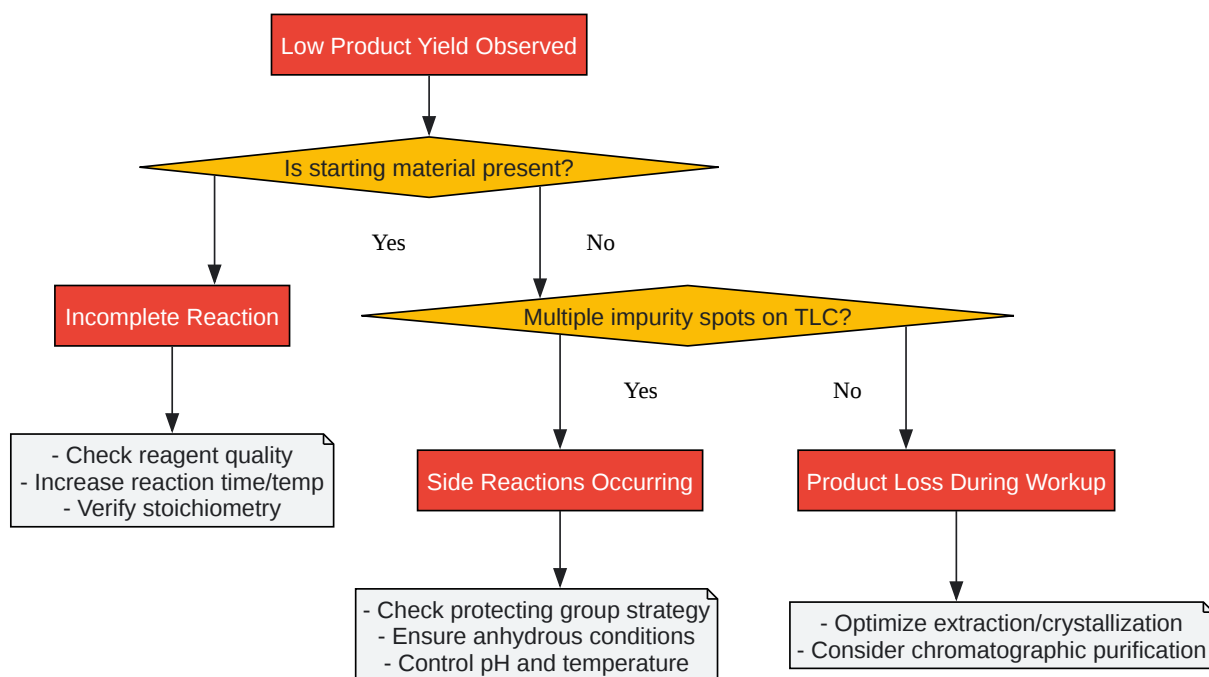 Low Product Yield Observed
Is starting material present?
Yes
No
Incomplete Reaction
Multiple impurity spots on TLC?
- Check reagent quality
- Increase reaction time/temp
- Verify stoichiometry
Yes
No
Side Reactions Occurring
Product Loss During Workup
- Check protecting group strategy
- Ensure anhydrous conditions
- Control pH and temperature
- Optimize extraction/crystallization
- Consider chromatographic purification